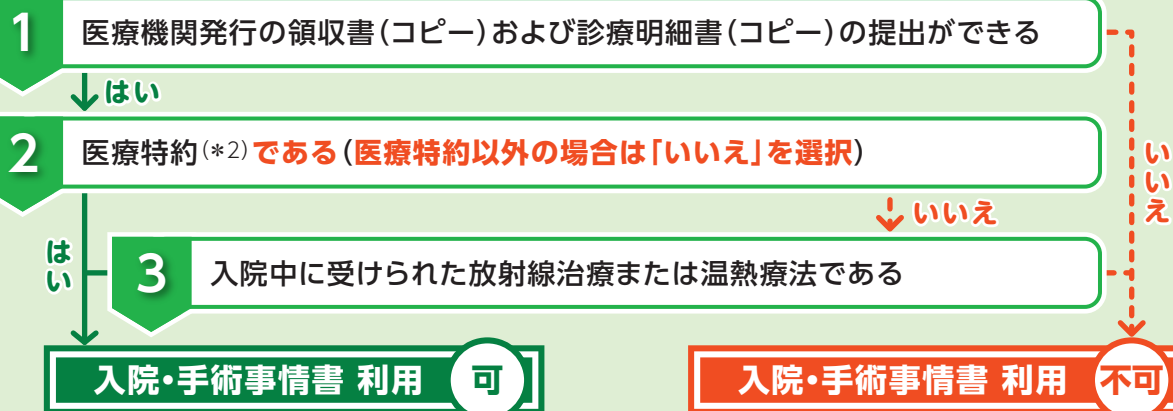 1 医療機関発行の領収書(コピー)および診療明細書(コピー)の提出ができる
はい
2 医療特約(*2)である(医療特約以外の場合は「いいえ」を選択)
いいえ
いいえ
はい
3 入院中に受けられた放射線治療または温熱療法である
入院・手術事情書 利用 可
入院・手術事情書 利用 不可